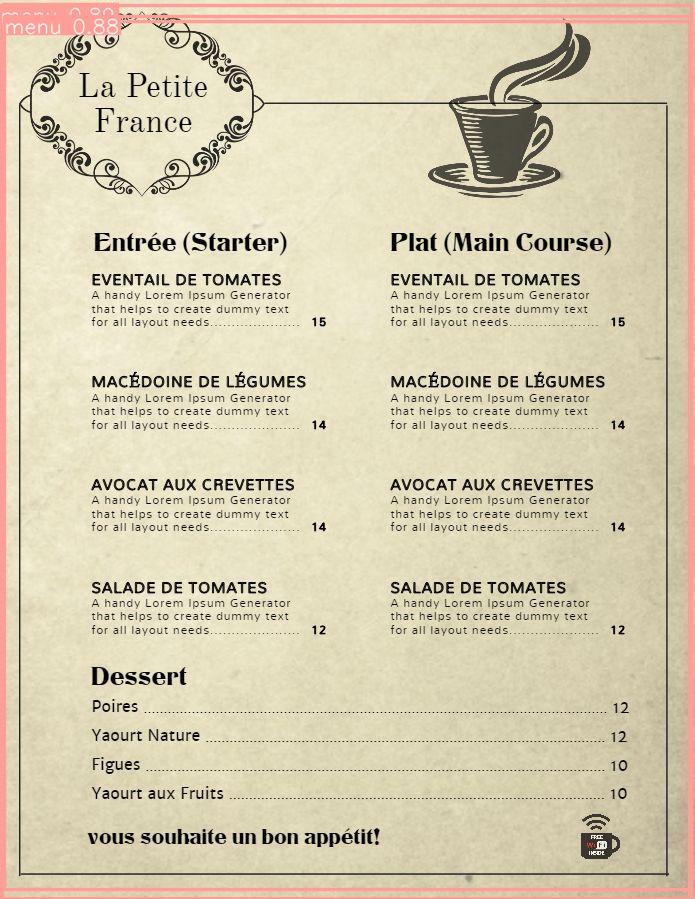 menu 0.88
La Petite
France
Entrée (Starter)
EVENTAIL DE TOMATES
A handy Lorem Ipsum Generator
that helps to create dummy text
for all layout needs..................... 15
MACÉDOINE DE LÉGUMES
A handy Lorem Ipsum Generator
that helps to create dummy text
for all layout needs..................... 14
AVOCAT AUX CREVETTES
A handy Lorem Ipsum Generator
that helps to create dummy text
for all layout needs..................... 14
SALADE DE TOMATES
A handy Lorem Ipsum Generator
that helps to create dummy text
for all layout needs..................... 12
Plat (Main Course)
EVENTAIL DE TOMATES
A handy Lorem Ipsum Generator
that helps to create dummy text
for all layout needs..................... 15
MACÉDOINE DE LÉGUMES
A handy Lorem Ipsum Generator
that helps to create dummy text
for all layout needs..................... 14
AVOCAT AUX CREVETTES
A handy Lorem Ipsum Generator
that helps to create dummy text
for all layout needs..................... 14
SALADE DE TOMATES
A handy Lorem Ipsum Generator
that helps to create dummy text
for all layout needs..................... 12
Dessert
Poires 12
Yaourt Nature 12
Figues 10
Yaourt aux Fruits 10
vous souhaite un bon appétit!
FREE
INSIDE